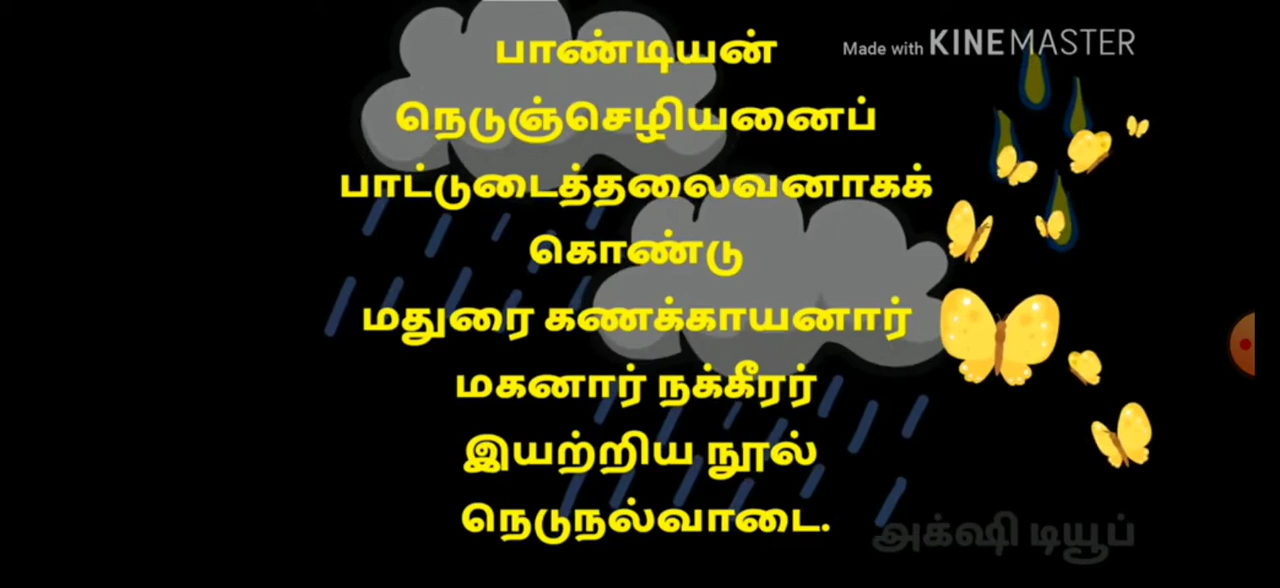 பாண்டியன்
Made with KINEMASTER
நெடுஞ்செழியனைப்
பாட்டுடைத்தலைவனாகக்
கொண்டு
மதுரை கணக்காயனார்
மகனார் நக்கீரர்
இயற்றிய நூல்
நெடுநல்வாடை.
அக்ஷி டியூப்